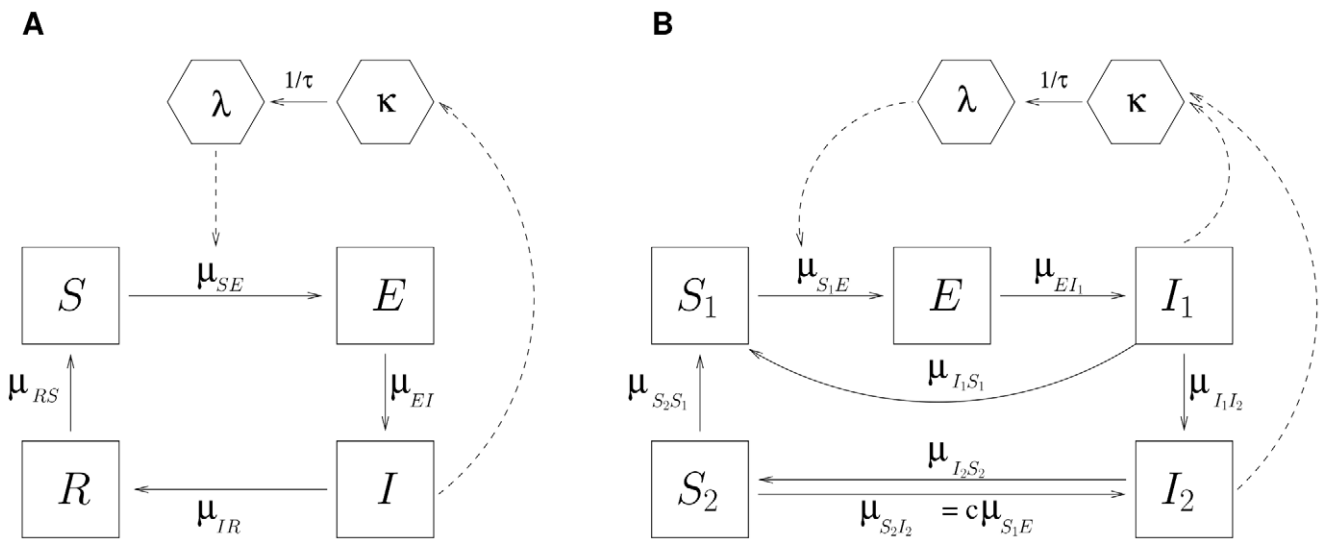 A
B
λ 1/τ κ
λ 1/τ κ
S μSE E
S1 μS1E E μEI1 I1
μRS μEI
μS2S1 μI1S1 μI1I2
R μIR I
S2 μI2S2 I2
μS2I2 = cμS1E